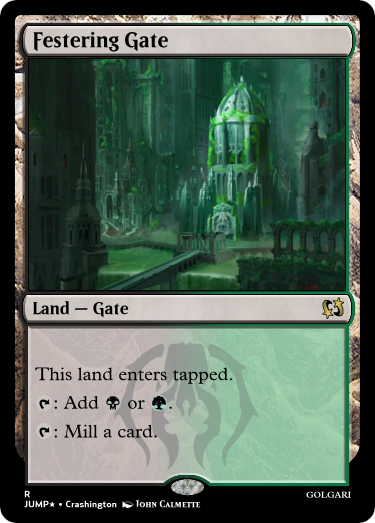 Festering Gate
Land — Gate
This land enters tapped.
: Add or .
: Mill a card.
R GOLGARI
JUMP★ • Crashington John Calmette